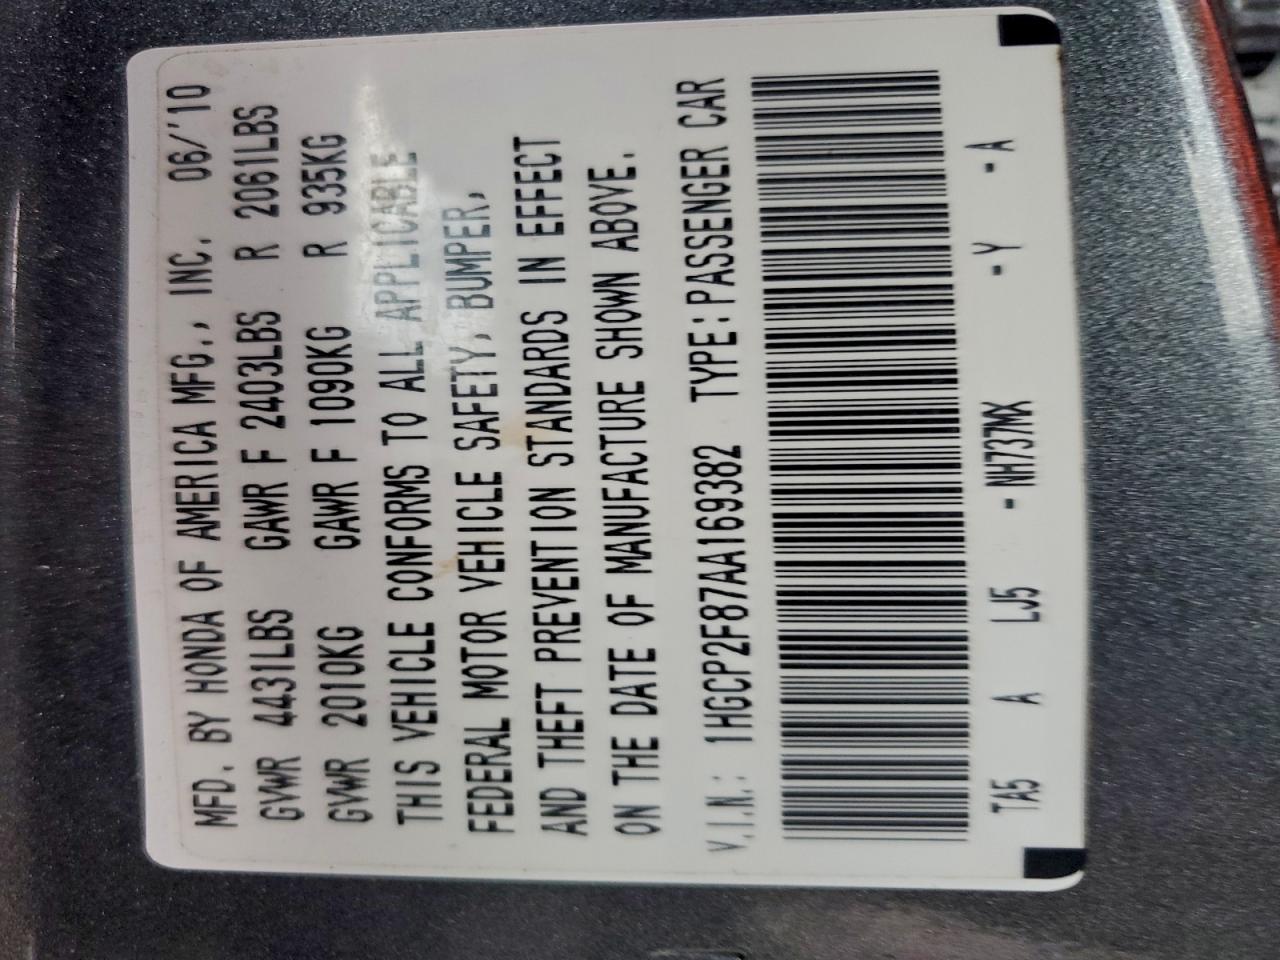 MFD. BY HONDA OF AMERICA MFG., INC. 06/'10
GVWR 4431LBS GAWR F 2403LBS R 2061LBS
GVWR 2010KG GAWR F 1090KG R 935KG
THIS VEHICLE CONFORMS TO ALL APPLICABLE
FEDERAL MOTOR VEHICLE SAFETY, BUMPER,
AND THEFT PREVENTION STANDARDS IN EFFECT
ON THE DATE OF MANUFACTURE SHOWN ABOVE.
V.I.N.: 1HGCP2F87AA169382 TYPE:PASSENGER CAR
TA5 A LJ5 - NH737MX -Y -A